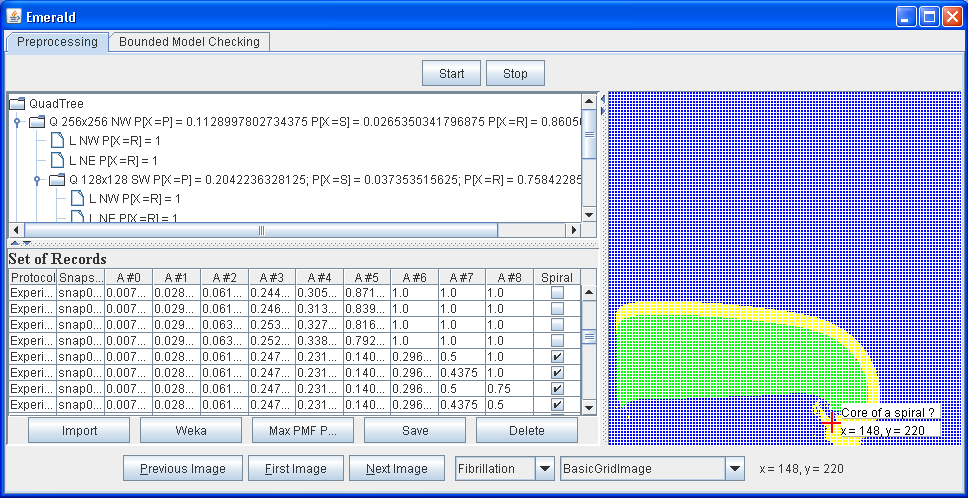 Emerald
Preprocessing Bounded Model Checking
Start Stop
QuadTree
Q 256x256 NW P[X=P] = 0.1128997802734375 P[X=S] = 0.0265350341796875 P[X=R] = 0.8605
L NW P[X=R] = 1
L NE P[X=R] = 1
Q 128x128 SW P[X=P] = 0.2042236328125; P[X=S] = 0.037353515625; P[X=R] = 0.75842285
L NW P[X=R] = 1
L NE P[X=R] = 1
Set of Records
Protocol Snaps... A #0 A #1 A #2 A #3 A #4 A #5 A #6 A #7 A #8 Spiral
Experi... snap0... 0.007... 0.028... 0.061... 0.244... 0.305... 0.871... 1.0 1.0 1.0
Experi... snap0... 0.007... 0.028... 0.061... 0.246... 0.313... 0.839... 1.0 1.0 1.0
Experi... snap0... 0.007... 0.029... 0.063... 0.253... 0.327... 0.816... 1.0 1.0 1.0
Experi... snap0... 0.007... 0.029... 0.063... 0.252... 0.338... 0.792... 1.0 1.0 1.0
Experi... snap0... 0.007... 0.028... 0.061... 0.247... 0.231... 0.140... 0.296... 0.5 1.0
Experi... snap0... 0.007... 0.028... 0.061... 0.247... 0.231... 0.140... 0.296... 0.4375 1.0
Experi... snap0... 0.007... 0.028... 0.061... 0.247... 0.231... 0.140... 0.296... 0.5 0.75
Experi... snap0... 0.007... 0.028... 0.061... 0.247... 0.231... 0.140... 0.296... 0.4375 0.5
Import Weka Max PMF P... Save Delete
Core of a spiral ?
x = 148, y = 220
Previous Image First Image Next Image Fibrillation BasicGridImage x = 148, y = 220